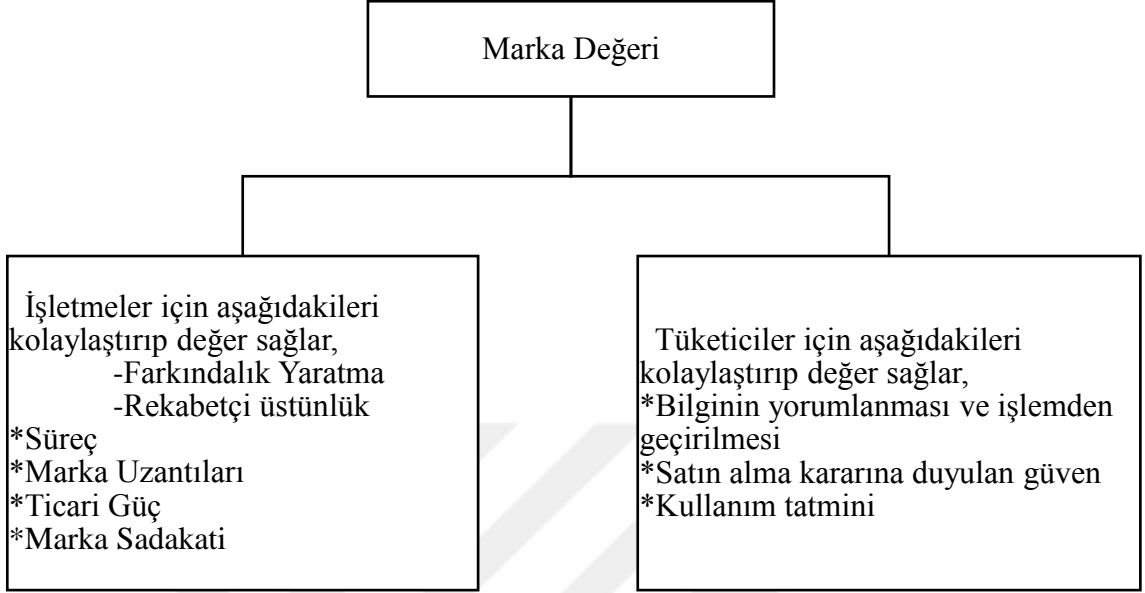 Marka Değeri
İşletmeler için aşağıdakileri
kolaylaştırıp değer sağlar,
-Farkındalık Yaratma
-Rekabetçi üstünlük
*Süreç
*Marka Uzantıları
*Ticari Güç
*Marka Sadakati
Tüketiciler için aşağıdakileri
kolaylaştırıp değer sağlar,
*Bilginin yorumlanması ve işlemden
geçirilmesi
*Satın alma kararına duyulan güven
*Kullanım tatmini